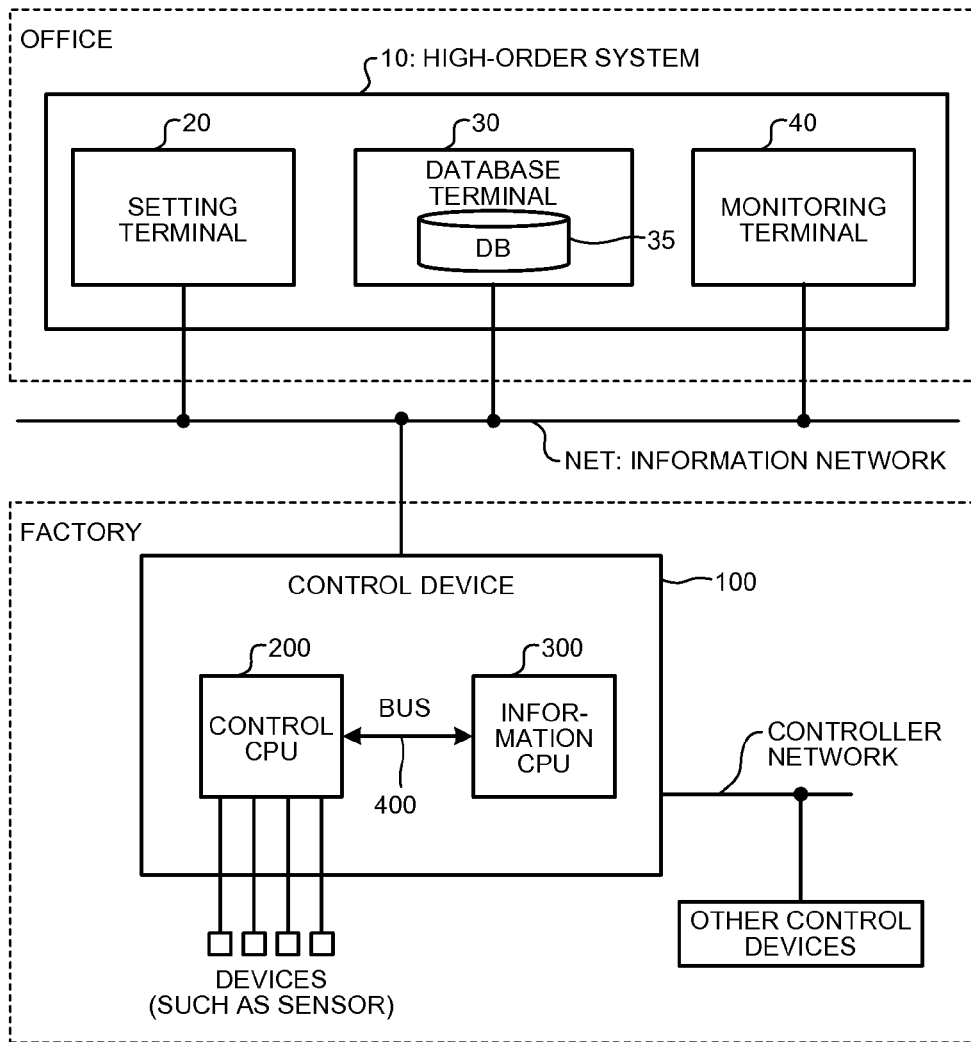 OFFICE
10: HIGH-ORDER SYSTEM
20
30
40
SETTING
TERMINAL
DATABASE
TERMINAL
DB
35
MONITORING
TERMINAL
NET: INFORMATION NETWORK
FACTORY
CONTROL DEVICE
100
200
300
CONTROL
CPU
BUS
400
INFOR-
MATION
CPU
CONTROLLER
NETWORK
OTHER CONTROL
DEVICES
DEVICES
(SUCH AS SENSOR)